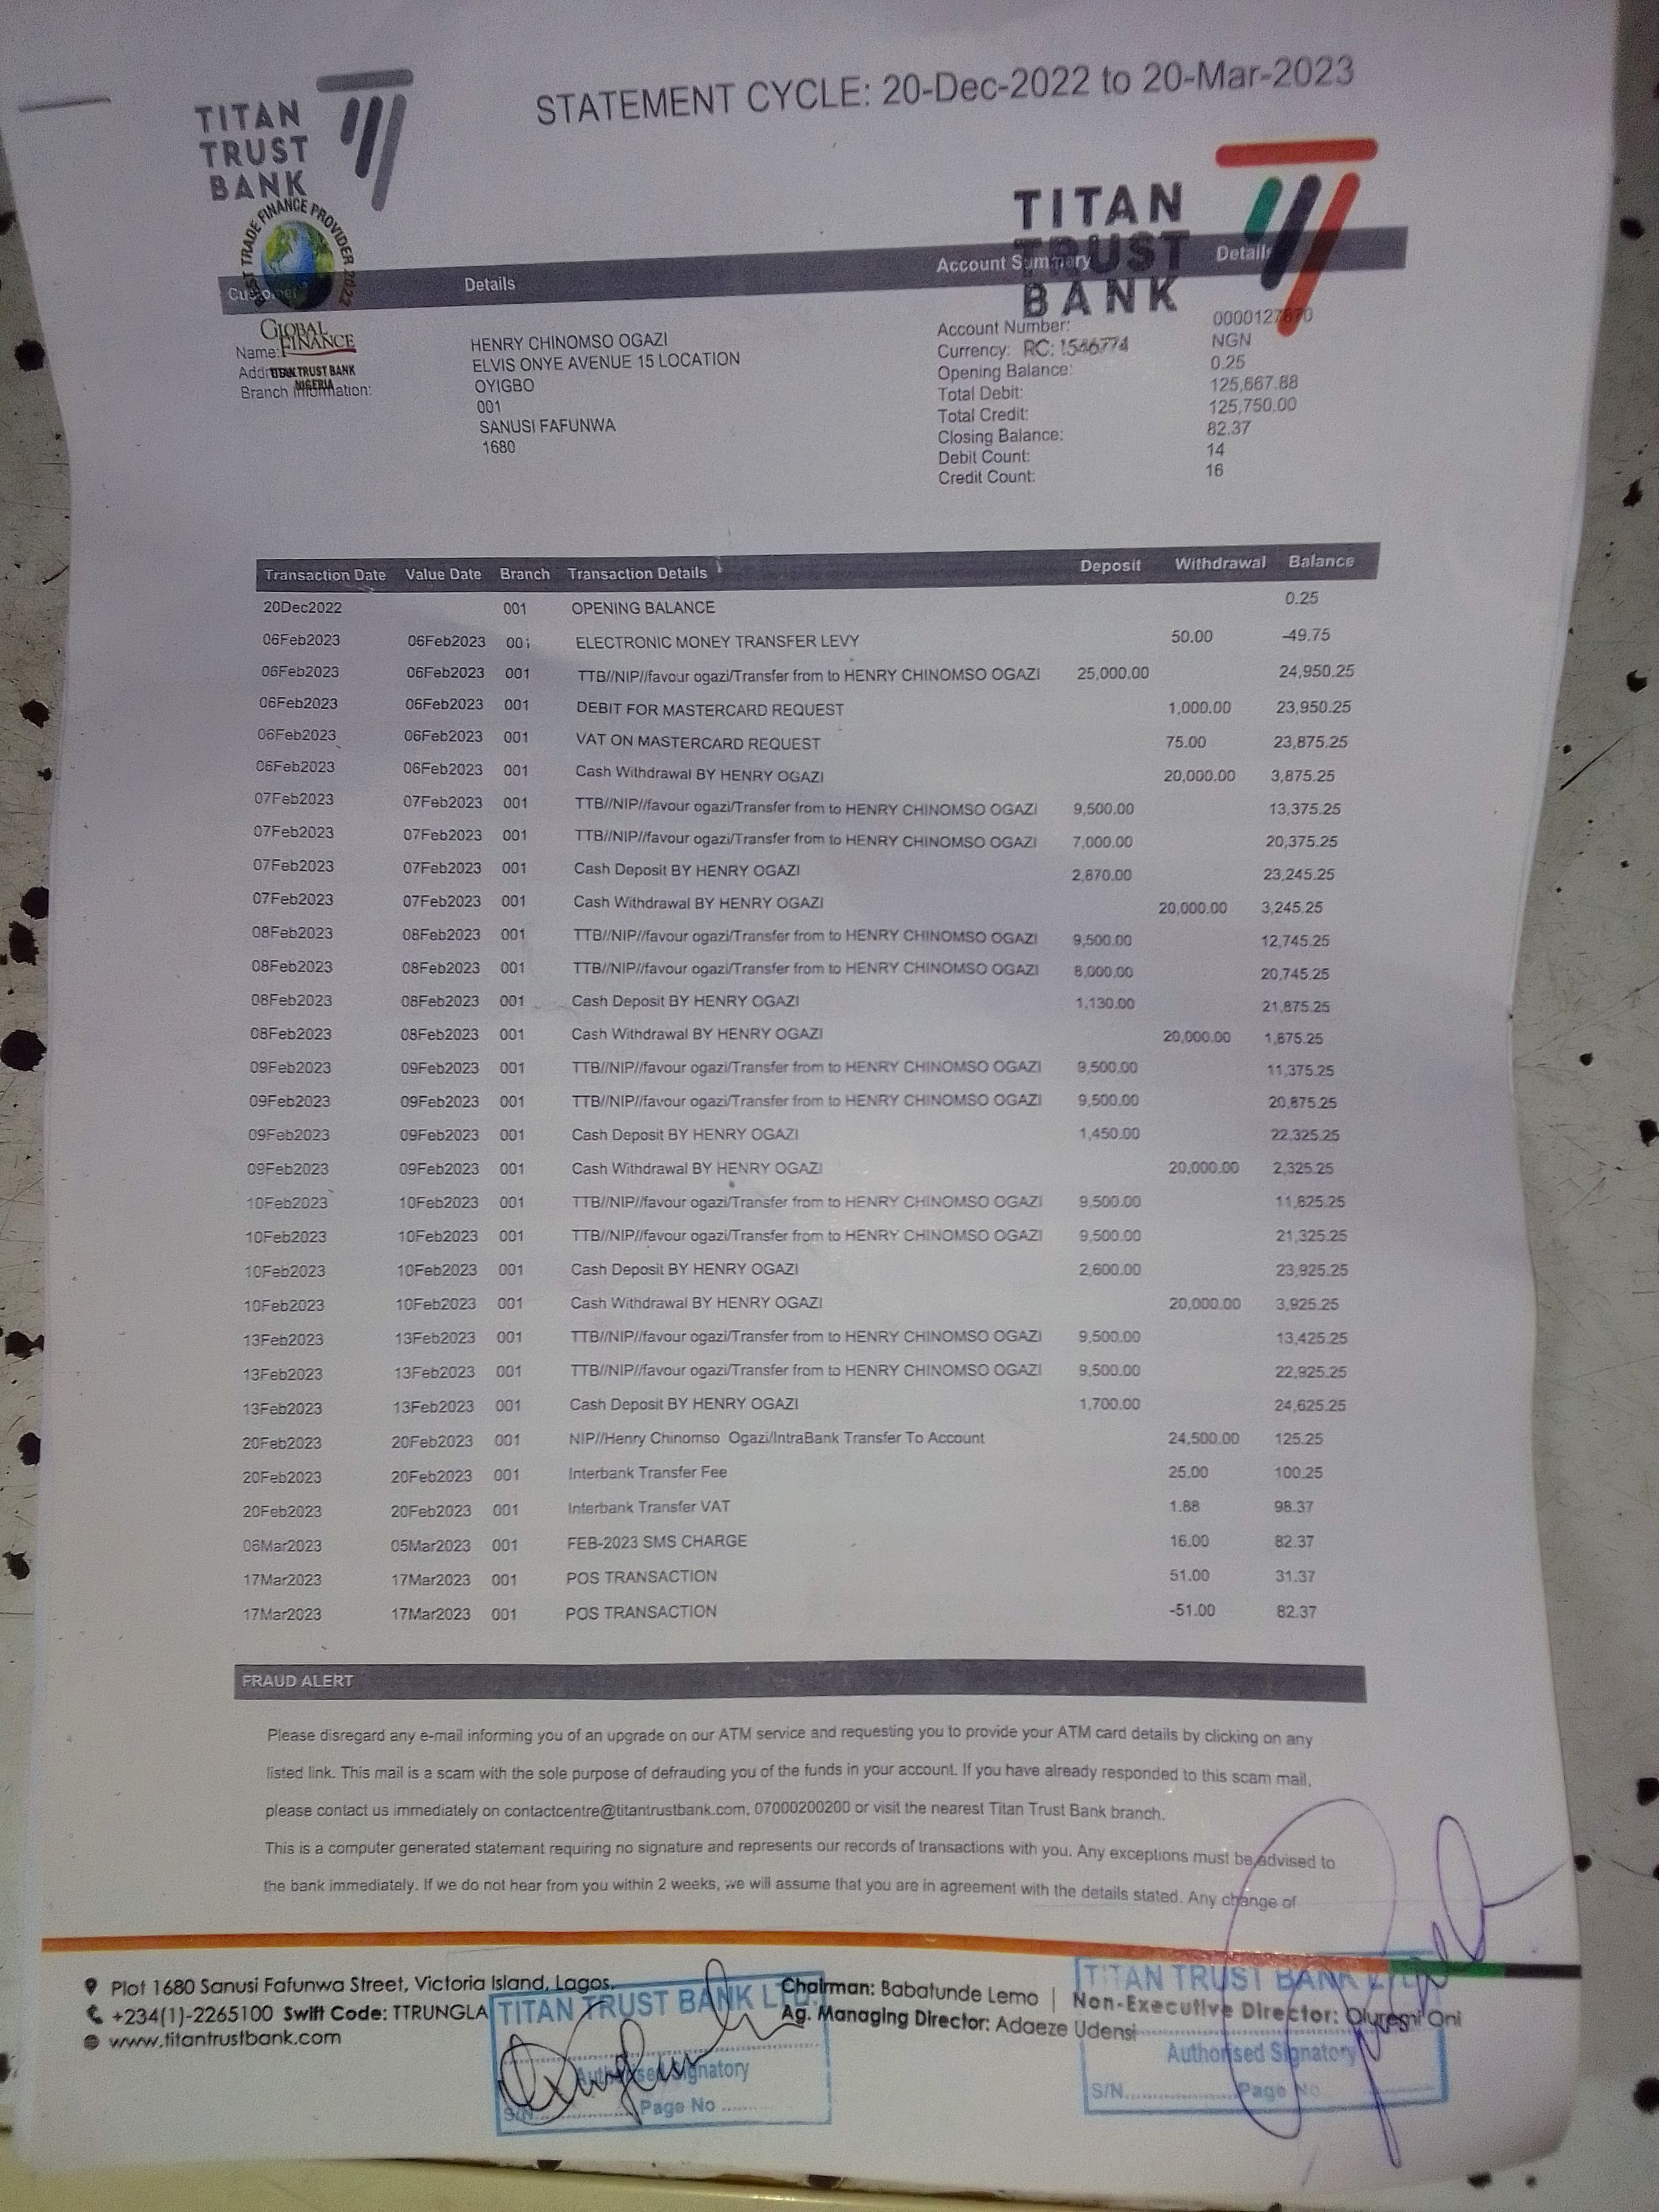 STATEMENT CYCLE: 20-Dec-2022 to 20-Mar-2023
TITAN
TRUST
BANK
BEST TRADE FINANCE PROVIDER 2022
GLOBAL
FINANCE
TITAN TRUST BANK
NIGERIA
TITAN
TRUST
BANK
RC: 1546774
Customer Details
Name: HENRY CHINOMSO OGAZI
ELVIS ONYE AVENUE 15 LOCATION
OYIGBO
Branch Information: 001
SANUSI FAFUNWA
1680
Account Summary Details
Account Number:
Currency: NGN
Opening Balance: 0.25
Total Debit: 125,667.88
Total Credit: 125,750.00
Closing Balance: 82.37
Debit Count: 14
Credit Count: 16
Transaction Date Value Date Branch Transaction Details Deposit Withdrawal Balance
20Dec2022 001 OPENING BALANCE 0.25
06Feb2023 06Feb2023 001 ELECTRONIC MONEY TRANSFER LEVY 50.00 -49.75
06Feb2023 06Feb2023 001 TTB//NIP//favour ogazi/Transfer from to HENRY CHINOMSO OGAZI 25,000.00 24,950.25
06Feb2023 06Feb2023 001 DEBIT FOR MASTERCARD REQUEST 1,000.00 23,950.25
06Feb2023 06Feb2023 001 VAT ON MASTERCARD REQUEST 75.00 23,875.25
06Feb2023 06Feb2023 001 Cash Withdrawal BY HENRY OGAZI 20,000.00 3,875.25
07Feb2023 07Feb2023 001 TTB//NIP//favour ogazi/Transfer from to HENRY CHINOMSO OGAZI 9,500.00 13,375.25
07Feb2023 07Feb2023 001 TTB//NIP//favour ogazi/Transfer from to HENRY CHINOMSO OGAZI 7,000.00 20,375.25
07Feb2023 07Feb2023 001 Cash Deposit BY HENRY OGAZI 2,870.00 23,245.25
07Feb2023 07Feb2023 001 Cash Withdrawal BY HENRY OGAZI 20,000.00 3,245.25
08Feb2023 08Feb2023 001 TTB//NIP//favour ogazi/Transfer from to HENRY CHINOMSO OGAZI 9,500.00 12,745.25
08Feb2023 08Feb2023 001 TTB//NIP//favour ogazi/Transfer from to HENRY CHINOMSO OGAZI 8,000.00 20,745.25
08Feb2023 08Feb2023 001 Cash Deposit BY HENRY OGAZI 1,130.00 21,875.25
08Feb2023 08Feb2023 001 Cash Withdrawal BY HENRY OGAZI 20,000.00 1,875.25
09Feb2023 09Feb2023 001 TTB//NIP//favour ogazi/Transfer from to HENRY CHINOMSO OGAZI 9,500.00 11,375.25
09Feb2023 09Feb2023 001 TTB//NIP//favour ogazi/Transfer from to HENRY CHINOMSO OGAZI 9,500.00 20,875.25
09Feb2023 09Feb2023 001 Cash Deposit BY HENRY OGAZI 1,450.00 22,325.25
09Feb2023 09Feb2023 001 Cash Withdrawal BY HENRY OGAZI 20,000.00 2,325.25
10Feb2023 10Feb2023 001 TTB//NIP//favour ogazi/Transfer from to HENRY CHINOMSO OGAZI 9,500.00 11,825.25
10Feb2023 10Feb2023 001 TTB//NIP//favour ogazi/Transfer from to HENRY CHINOMSO OGAZI 9,500.00 21,325.25
10Feb2023 10Feb2023 001 Cash Deposit BY HENRY OGAZI 2,600.00 23,925.25
10Feb2023 10Feb2023 001 Cash Withdrawal BY HENRY OGAZI 20,000.00 3,925.25
13Feb2023 13Feb2023 001 TTB//NIP//favour ogazi/Transfer from to HENRY CHINOMSO OGAZI 9,500.00 13,425.25
13Feb2023 13Feb2023 001 TTB//NIP//favour ogazi/Transfer from to HENRY CHINOMSO OGAZI 9,500.00 22,925.25
13Feb2023 13Feb2023 001 Cash Deposit BY HENRY OGAZI 1,700.00 24,625.25
20Feb2023 20Feb2023 001 NIP//Henry Chinomso Ogazi/IntraBank Transfer To Account 24,500.00 125.25
20Feb2023 20Feb2023 001 Interbank Transfer Fee 25.00 100.25
20Feb2023 20Feb2023 001 Interbank Transfer VAT 1.88 98.37
06Mar2023 05Mar2023 001 FEB-2023 SMS CHARGE 16.00 82.37
17Mar2023 17Mar2023 001 POS TRANSACTION 51.00 31.37
17Mar2023 17Mar2023 001 POS TRANSACTION -51.00 82.37
FRAUD ALERT
Please disregard any e-mail informing you of an upgrade on our ATM service and requesting you to provide your ATM card details by clicking on any
listed link. This mail is a scam with the sole purpose of defrauding you of the funds in your account. If you have already responded to this scam mail,
please contact us immediately on contactcentre@titantrustbank.com, 07000200200 or visit the nearest Titan Trust Bank branch.
This is a computer generated statement requiring no signature and represents our records of transactions with you. Any exceptions must be advised to
the bank immediately. If we do not hear from you within 2 weeks, we will assume that you are in agreement with the details stated. Any change of
Plot 1680 Sanusi Fafunwa Street, Victoria Island, Lagos.
+234(1)-2265100 Swift Code: TTRUNGLA
www.titantrustbank.com
Chairman: Babatunde Lemo | Non-Executive Director: Oluremi Oni
Ag. Managing Director: Adaeze Udensi
TITAN TRUST BANK LTD.
Authorised Signatory
S/N Page No
TITAN TRUST BANK LTD.
Authorised Signatory
S/N Page No